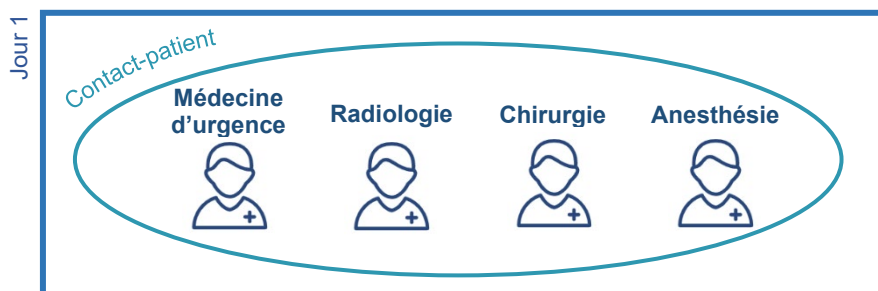 Jour 1
Contact-patient
Médecine
d’urgence
Radiologie
Chirurgie
Anesthésie